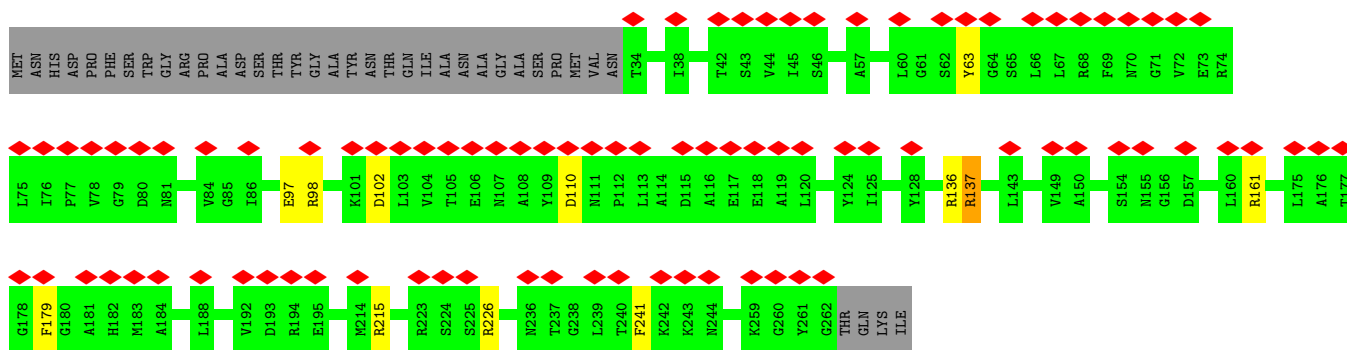 MET ASN HIS ASP PRO PHE SER TRP GLY ARG PRO ALA ASP SER THR TYR GLY ALA TYR ASN THR GLN ILE ALA ASN ALA GLY ALA SER PRO MET VAL ASN T34 I38 T42 S43 V44 I45 S46 A57 L60 G61 S62 Y63 G64 S65 L66 L67 R68 F69 N70 G71 V72 E73 R74
L75 I76 P77 V78 G79 D80 N81 V84 G85 I86 E97 R98 K101 D102 L103 V104 T105 E106 N107 A108 Y109 D110 N111 P112 L113 A114 D115 A116 E117 E118 A119 L120 Y124 I125 Y128 R136 R137 L143 V149 A150 S154 N155 G156 D157 L160 R161 L175 A176 T177
G178 F179 G180 A181 H182 M183 A184 L188 V192 D193 R194 E195 M214 R215 R223 S224 S225 R226 N236 T237 G238 L239 T240 F241 K242 K243 N244 K259 G260 Y261 G262 THR GLN LYS ILE